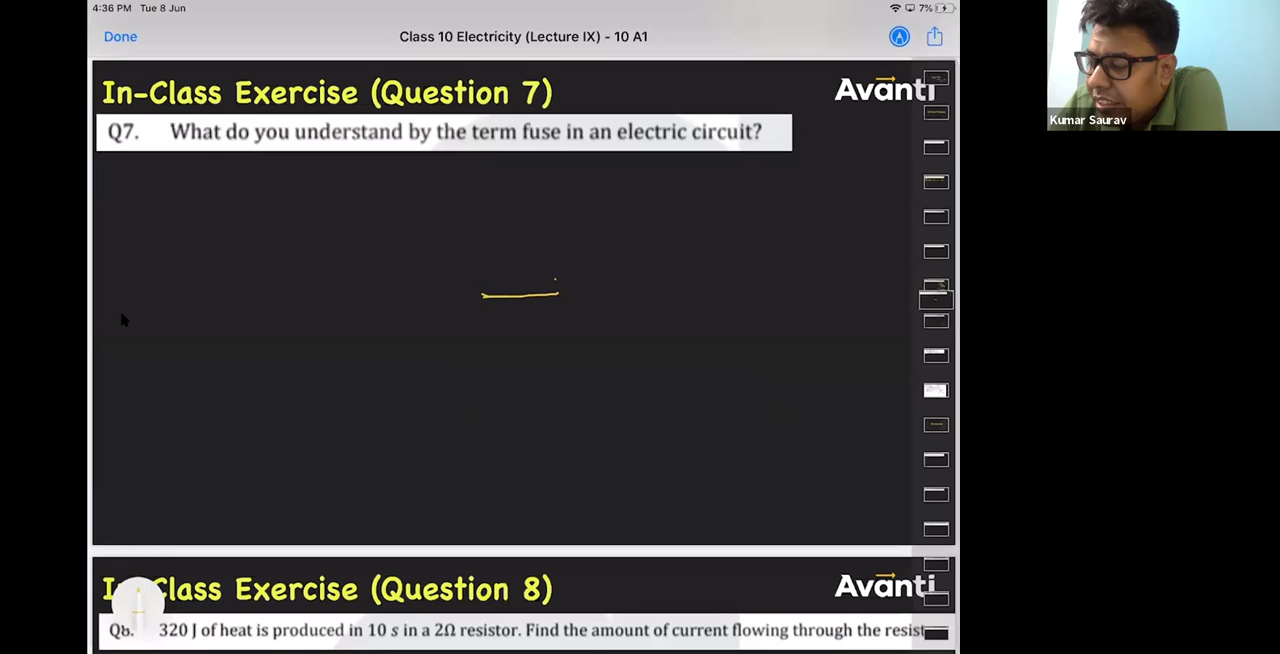 4:36 PM Tue 8 Jun
7%
Done
Class 10 Electricity (Lecture IX) - 10 A1
In-Class Exercise (Question 7)
Avanti
Q7. What do you understand by the term fuse in an electric circuit?
Kumar Saurav
Class Exercise (Question 8)
Avanti
Q8. 320 J of heat is produced in 10 s in a 2Ω resistor. Find the amount of current flowing through the resist